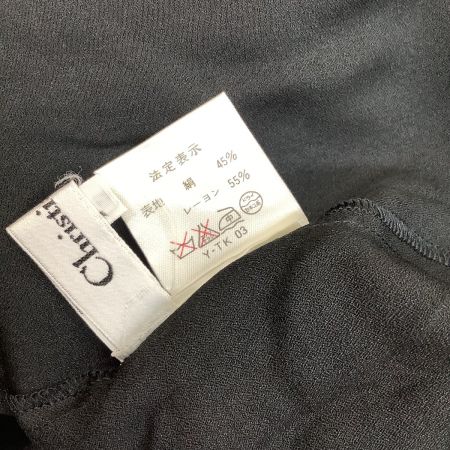 法定表示
表地 絹 45%
レーヨン 55%
Y-TK 03
Christi